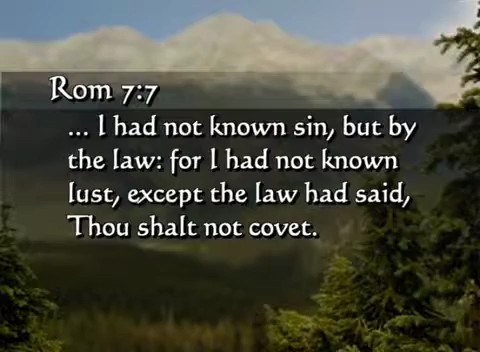 Rom 7:7
... I had not known sin, but by
the law: for I had not known
lust, except the law had said,
Thou shalt not covet.